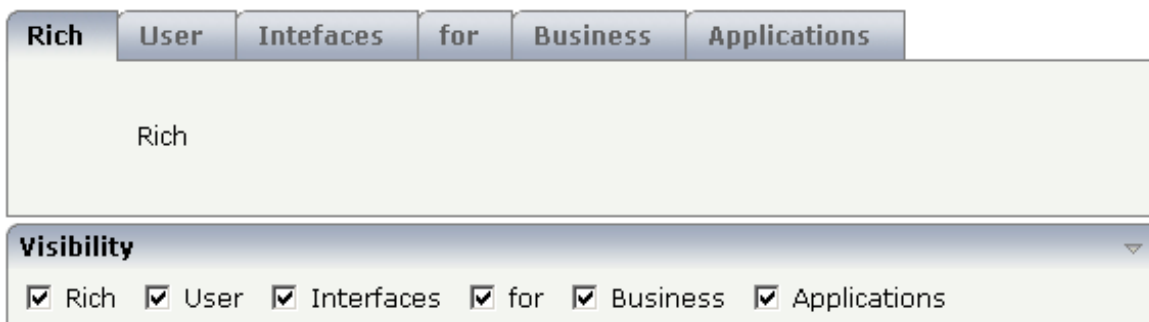 Rich User Intefaces for Business Applications
Rich
Visibility
Rich User Interfaces for Business Applications